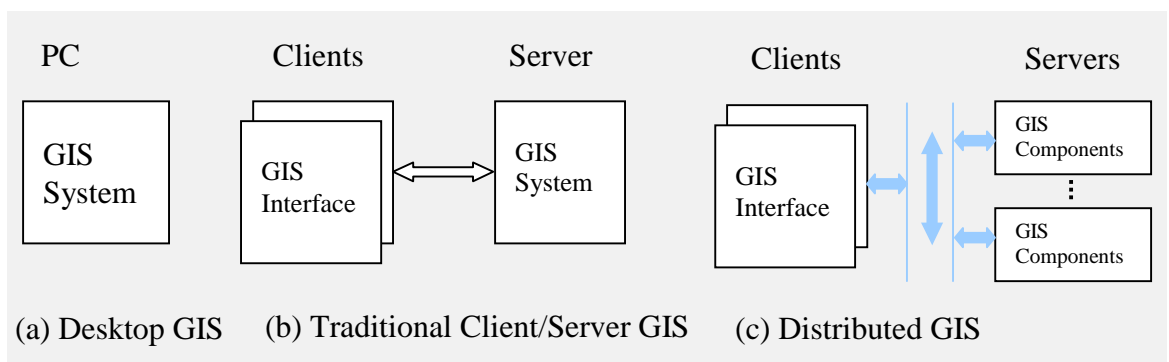 PC
GIS
System
(a) Desktop GIS
Clients
Server
GIS
Interface
GIS
System
(b) Traditional Client/Server GIS
Clients
Servers
GIS
Interface
GIS
Components
GIS
Components
(c) Distributed GIS